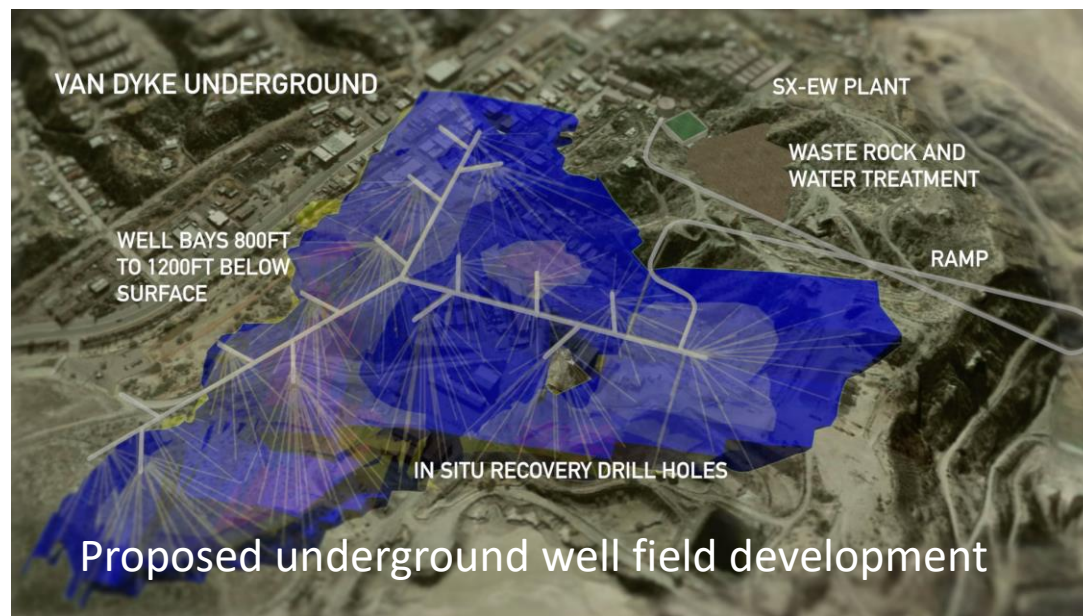 VAN DYKE UNDERGROUND
SX-EW PLANT
WASTE ROCK AND
WATER TREATMENT
WELL BAYS 800FT
TO 1200FT BELOW
SURFACE
RAMP
IN SITU RECOVERY DRILL HOLES
Proposed underground well field development